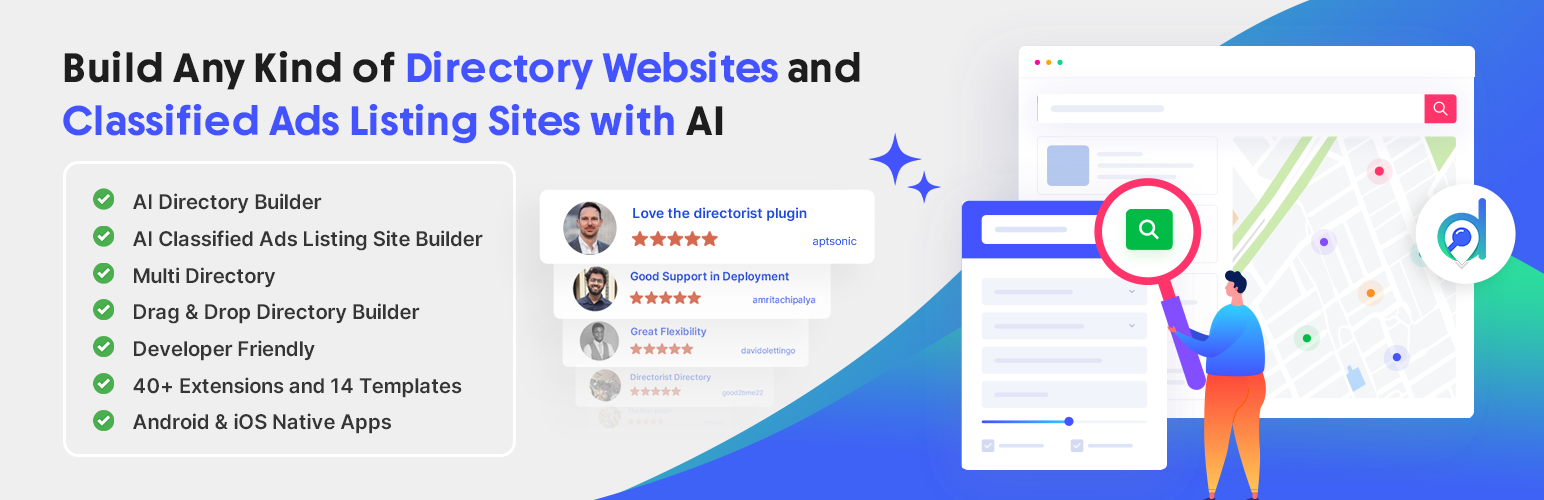 Build Any Kind of Directory Websites and
Classified Ads Listing Sites with AI
AI Directory Builder
AI Classified Ads Listing Site Builder
Multi Directory
Drag & Drop Directory Builder
Developer Friendly
40+ Extensions and 14 Templates
Android & iOS Native Apps
Love the directorist plugin
aptsonic
Good Support in Deployment
amritachipalya
Great Flexibility
davidolettingo
Directorist Directory
good2bme22